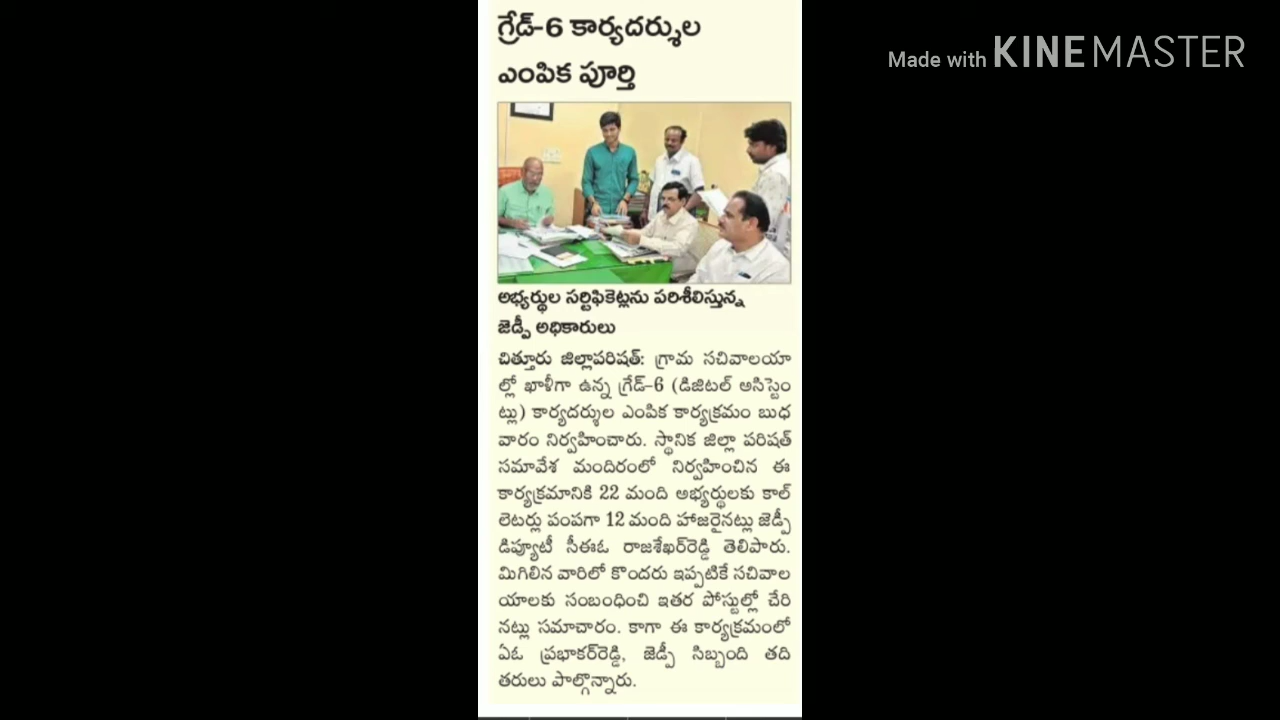 గ్రేడ్-6 కార్యదర్శుల
ఎంపిక పూర్తి
Made with KINEMASTER
అభ్యర్థుల సర్టిఫికెట్లను పరిశీలిస్తున్న
జెడ్పీ అధికారులు
చిత్తూరు జిల్లాపరిషత్: గ్రామ సచివాలయా
ల్లో ఖాళీగా ఉన్న గ్రేడ్-6 (డిజిటల్ అసిస్టెం
ట్లు) కార్యదర్శుల ఎంపిక కార్యక్రమం బుధ
వారం నిర్వహించారు. స్థానిక జిల్లా పరిషత్
సమావేశ మందిరంలో నిర్వహించిన ఈ
కార్యక్రమానికి 22 మంది అభ్యర్థులకు కాల్
లెటర్లు పంపగా 12 మంది హాజరైనట్లు జెడ్పీ
డిప్యూటీ సీఈఓ రాజశేఖర్‌రెడ్డి తెలిపారు.
మిగిలిన వారిలో కొందరు ఇప్పటికే సచివాల
యాలకు సంబంధించి ఇతర పోస్టుల్లో చేరి
నట్లు సమాచారం. కాగా ఈ కార్యక్రమంలో
ఏఓ ప్రభాకర్‌రెడ్డి, జెడ్పీ సిబ్బంది తది
తరులు పాల్గొన్నారు.